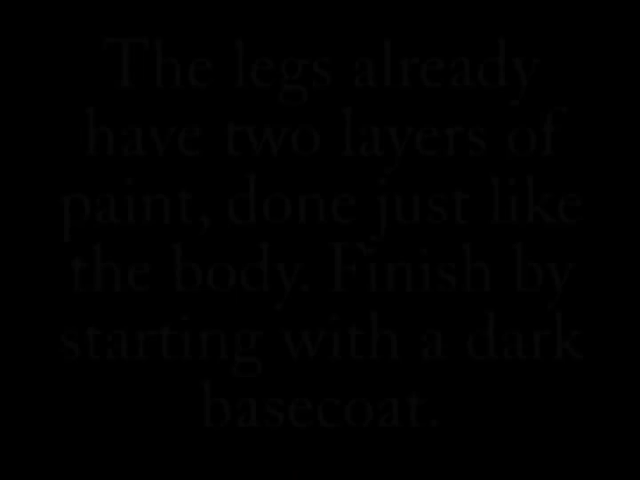 The legs already
have two layers of
paint, done just like
the body. Finish by
starting with a dark
basecoat.